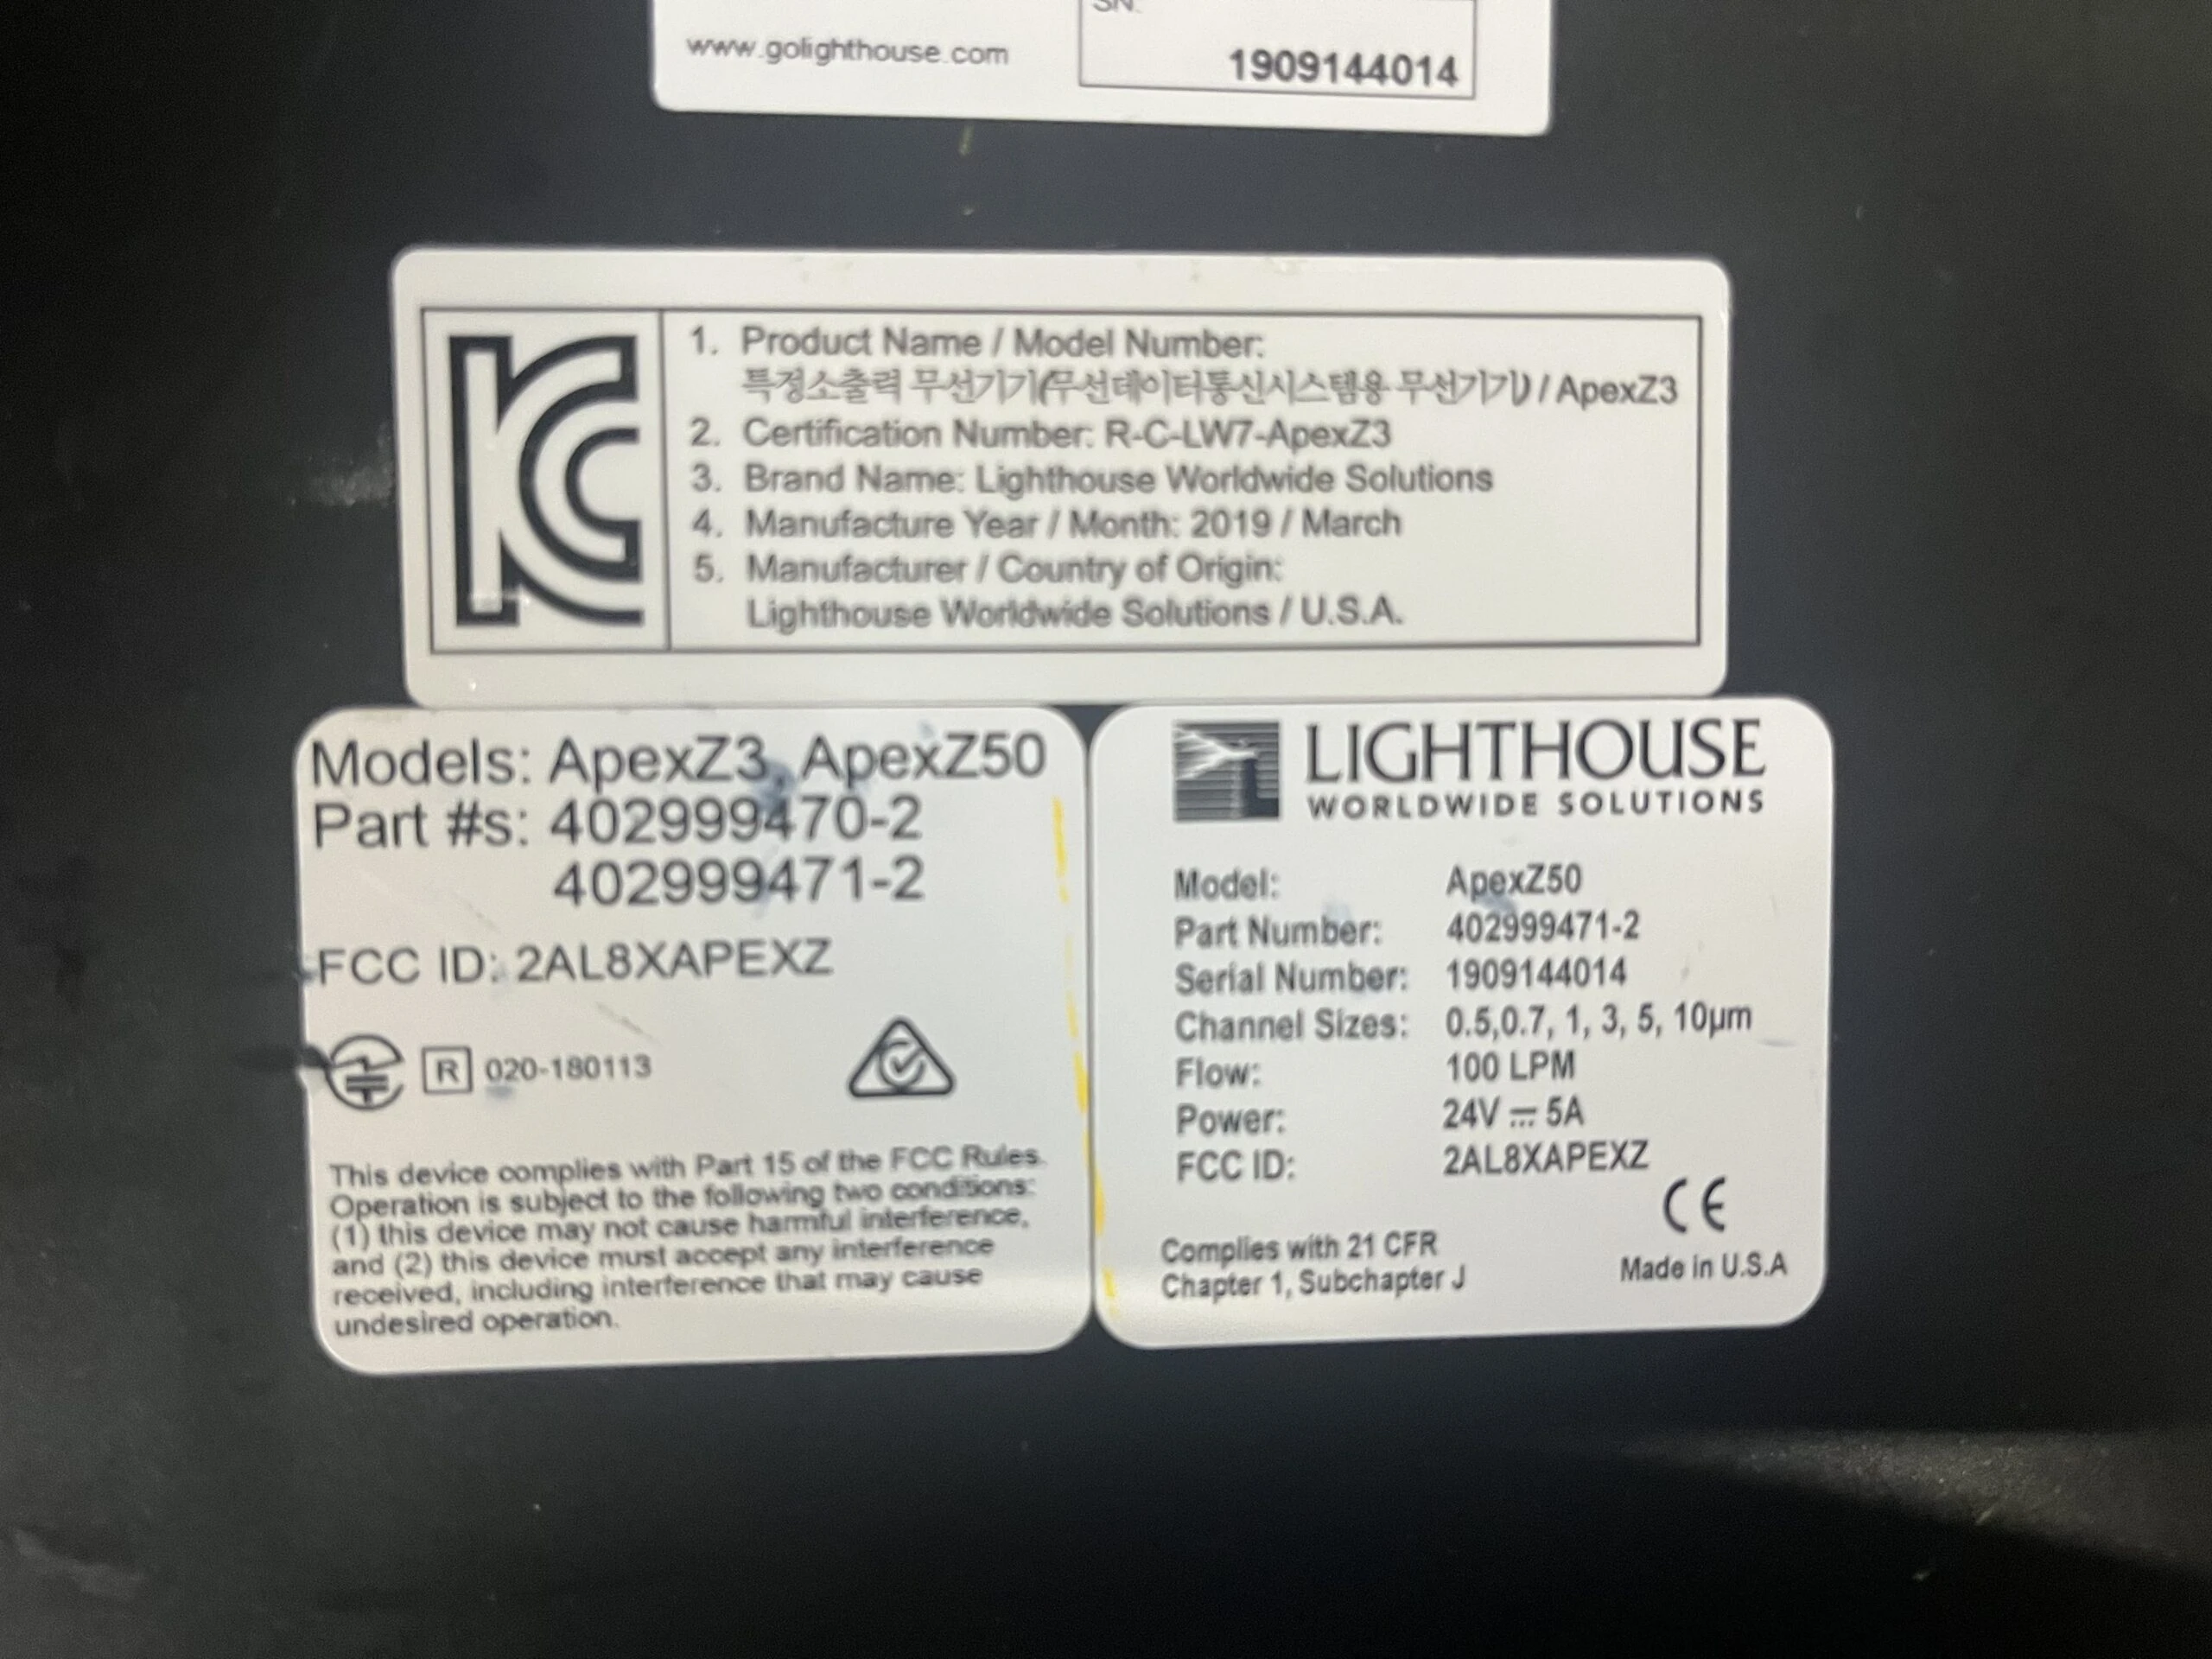 SN:
www.golighthouse.com
1909144014
1. Product Name / Model Number:
특정소출력 무선기기(무선데이터통신시스템용 무선기기) / ApexZ3
2. Certification Number: R-C-LW7-ApexZ3
3. Brand Name: Lighthouse Worldwide Solutions
4. Manufacture Year / Month: 2019 / March
5. Manufacturer / Country of Origin:
Lighthouse Worldwide Solutions / U.S.A.
Models: ApexZ3, ApexZ50
Part #s: 402999470-2
402999471-2
FCC ID: 2AL8XAPEXZ
R 020-180113
This device complies with Part 15 of the FCC Rules.
Operation is subject to the following two conditions:
(1) this device may not cause harmful interference,
and (2) this device must accept any interference
received, including interference that may cause
undesired operation.
LIGHTHOUSE
WORLDWIDE SOLUTIONS
Model: ApexZ50
Part Number: 402999471-2
Serial Number: 1909144014
Channel Sizes: 0.5,0.7, 1, 3, 5, 10µm
Flow: 100 LPM
Power: 24V ⎓ 5A
FCC ID: 2AL8XAPEXZ
CE
Complies with 21 CFR
Chapter 1, Subchapter J
Made in U.S.A